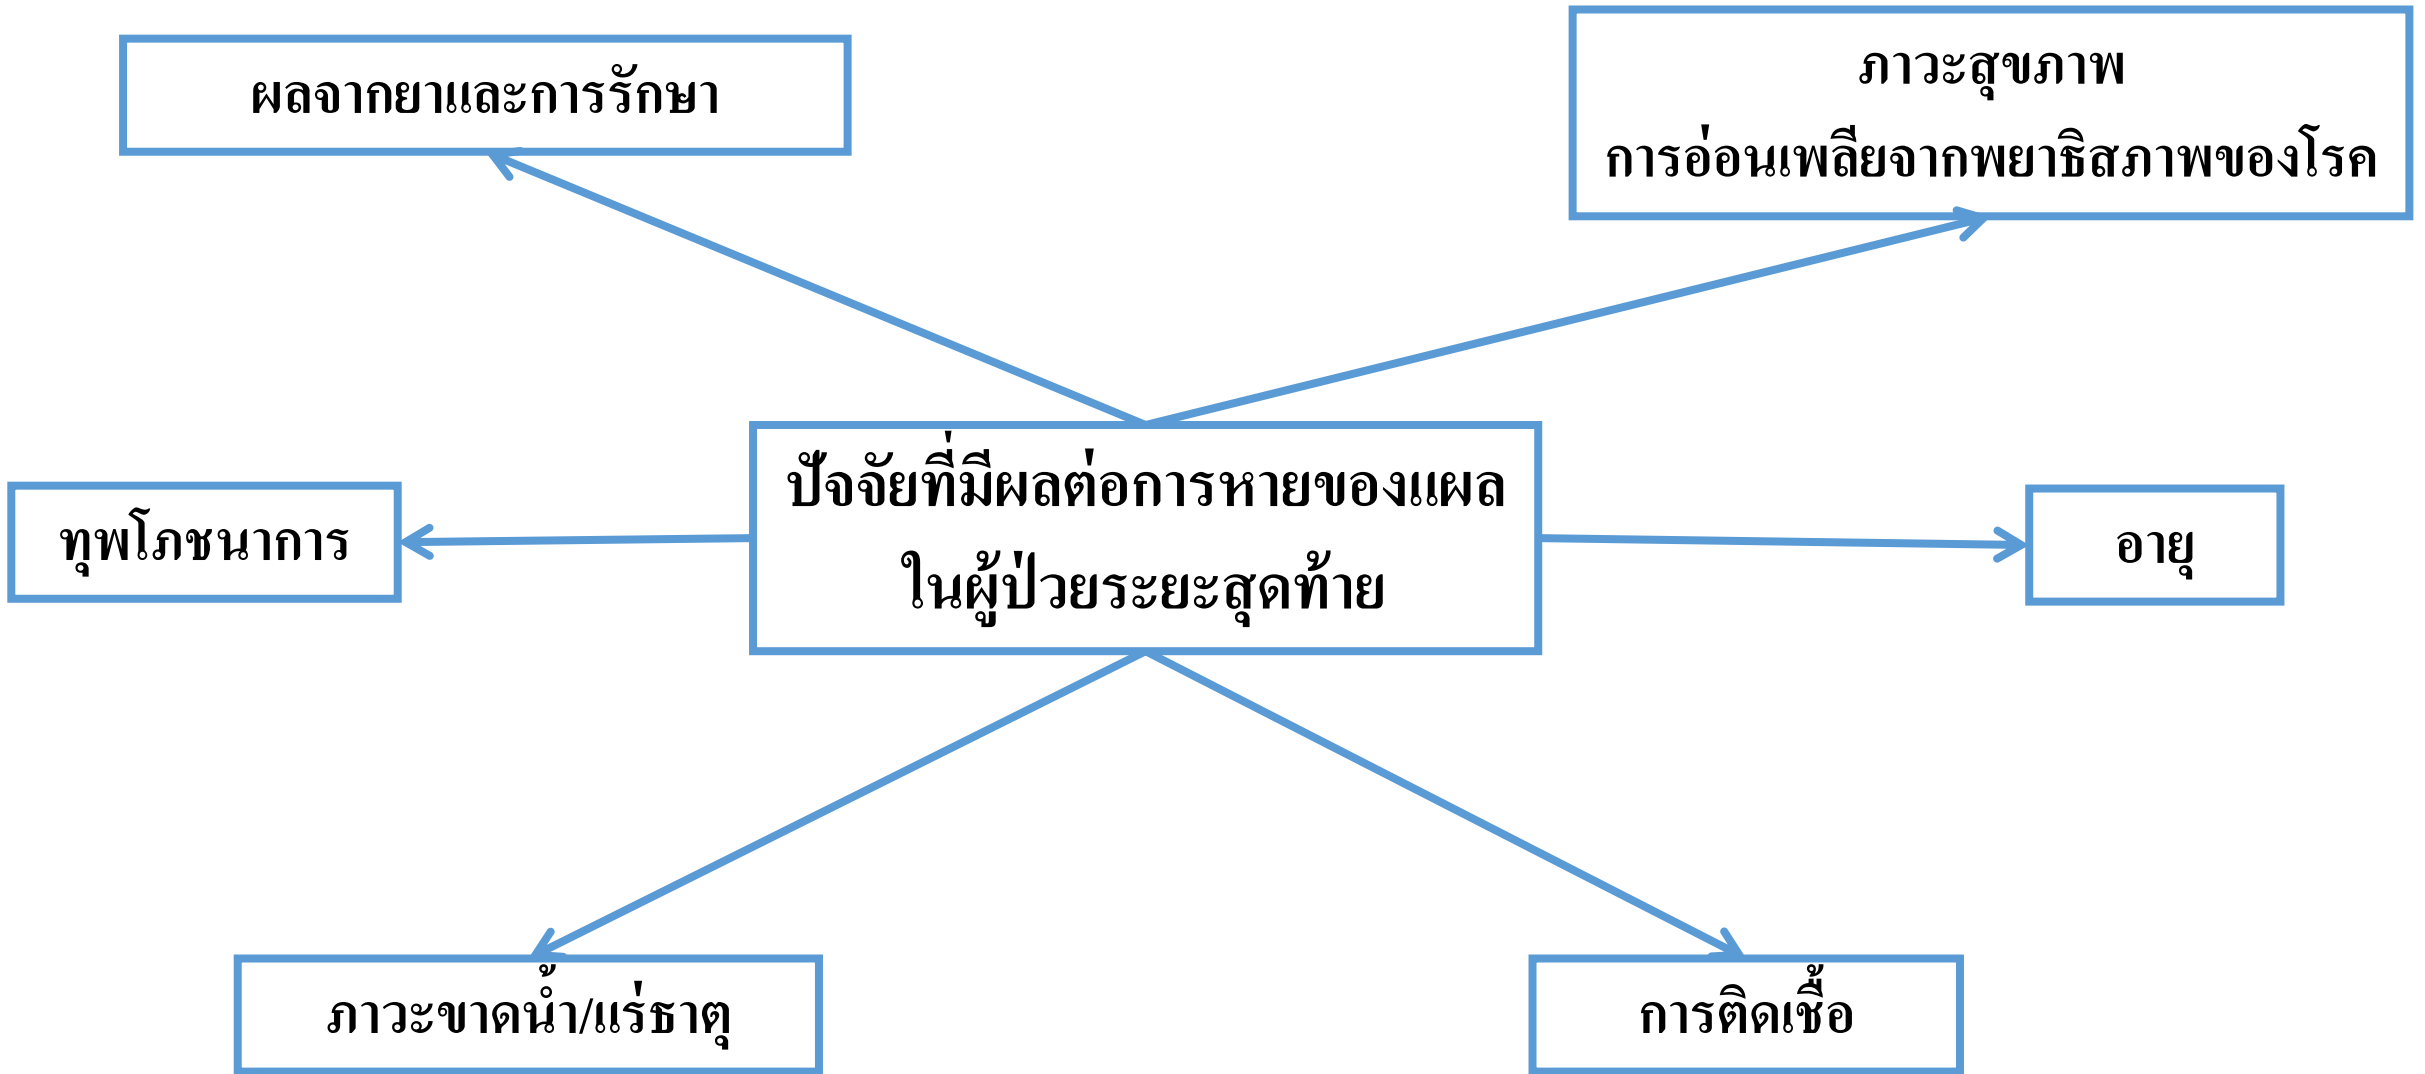 ผลจากยาและการรักษา
ภาวะสุขภาพ
การอ่อนเพลียจากพยาธิสภาพของโรค
ปัจจัยที่มีผลต่อการหายของแผล
ในผู้ป่วยระยะสุดท้าย
ทุพโภชนาการ
อายุ
ภาวะขาดน้ำ/แร่ธาตุ
การติดเชื้อ